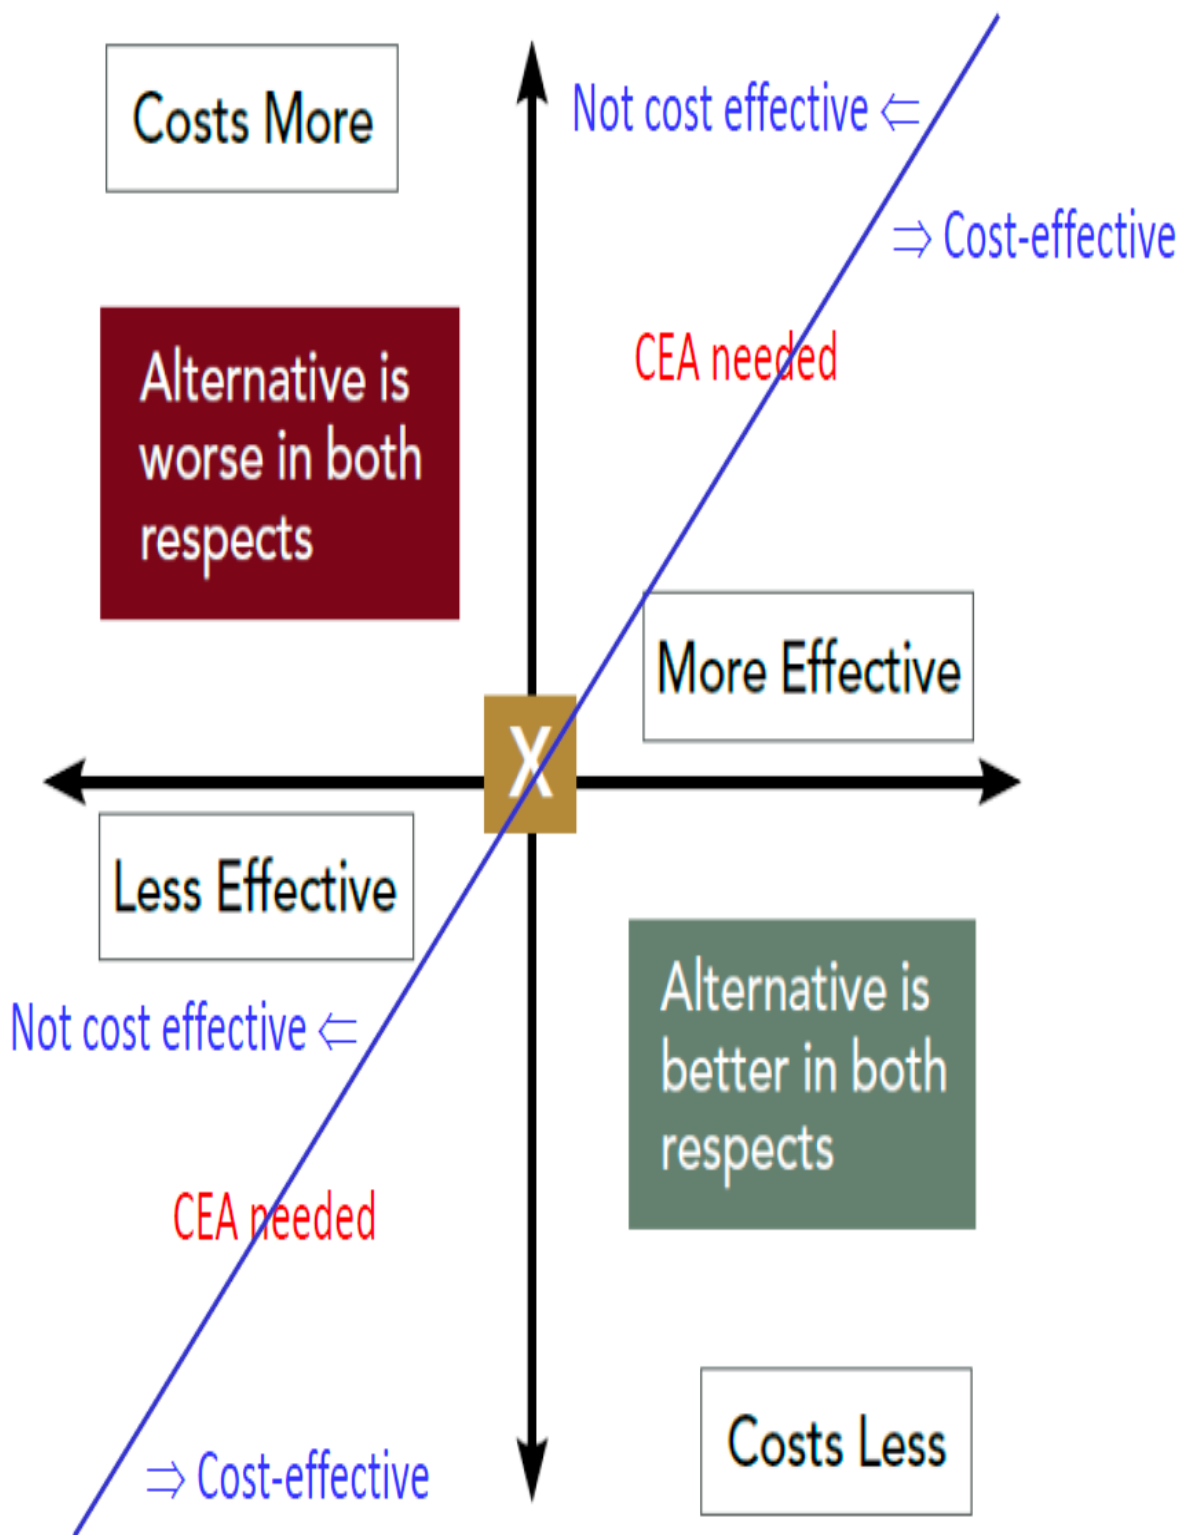 Costs More
Not cost effective ⇐
⇒ Cost-effective
CEA needed
Alternative is
worse in both
respects
More Effective
X
Less Effective
Alternative is
better in both
respects
Not cost effective ⇐
CEA needed
Costs Less
⇒ Cost-effective